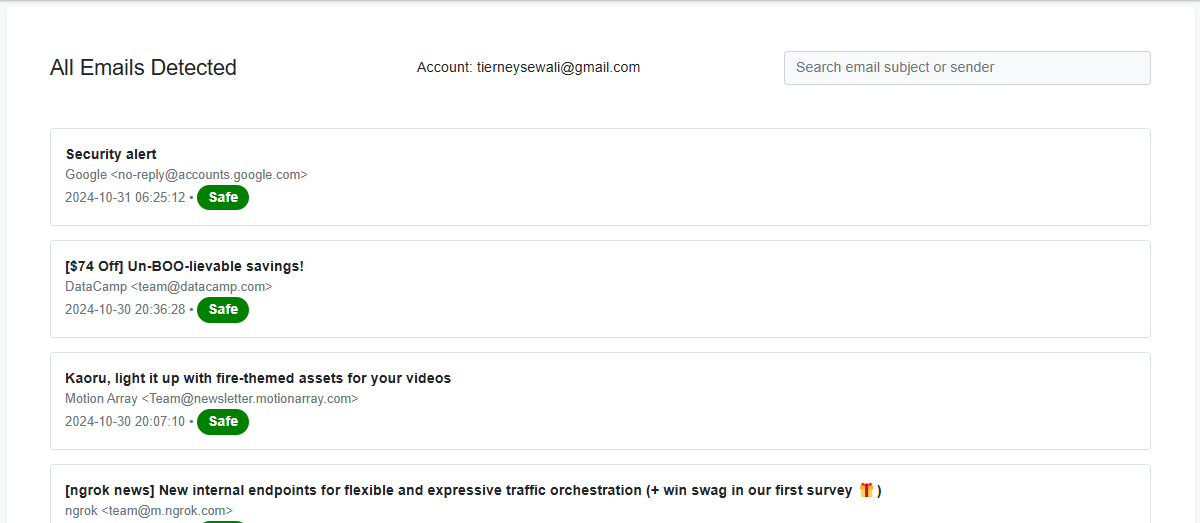 All Emails Detected
Account: tierneysewali@gmail.com
Search email subject or sender
Security alert
Google <no-reply@accounts.google.com>
2024-10-31 06:25:12 • Safe
[$74 Off] Un-BOO-lievable savings!
DataCamp <team@datacamp.com>
2024-10-30 20:36:28 • Safe
Kaoru, light it up with fire-themed assets for your videos
Motion Array <Team@newsletter.motionarray.com>
2024-10-30 20:07:10 • Safe
[ngrok news] New internal endpoints for flexible and expressive traffic orchestration (+ win swag in our first survey 🎁)
ngrok <team@m.ngrok.com>